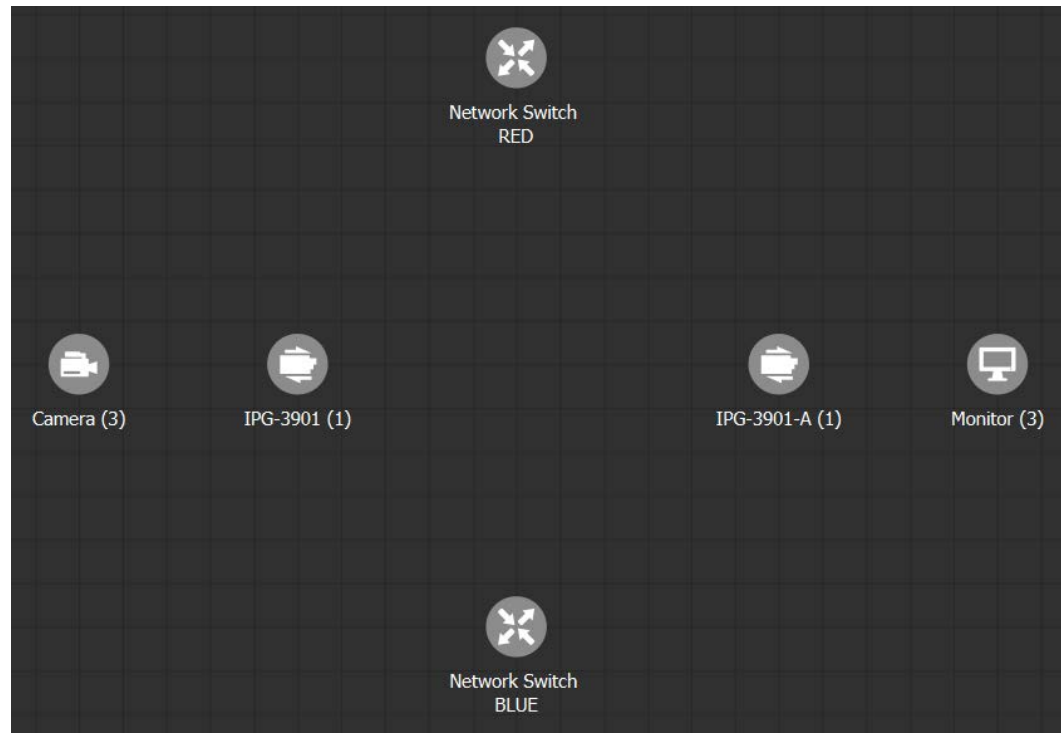 Network Switch
RED
Camera (3)
IPG-3901 (1)
IPG-3901-A (1)
Monitor (3)
Network Switch
BLUE